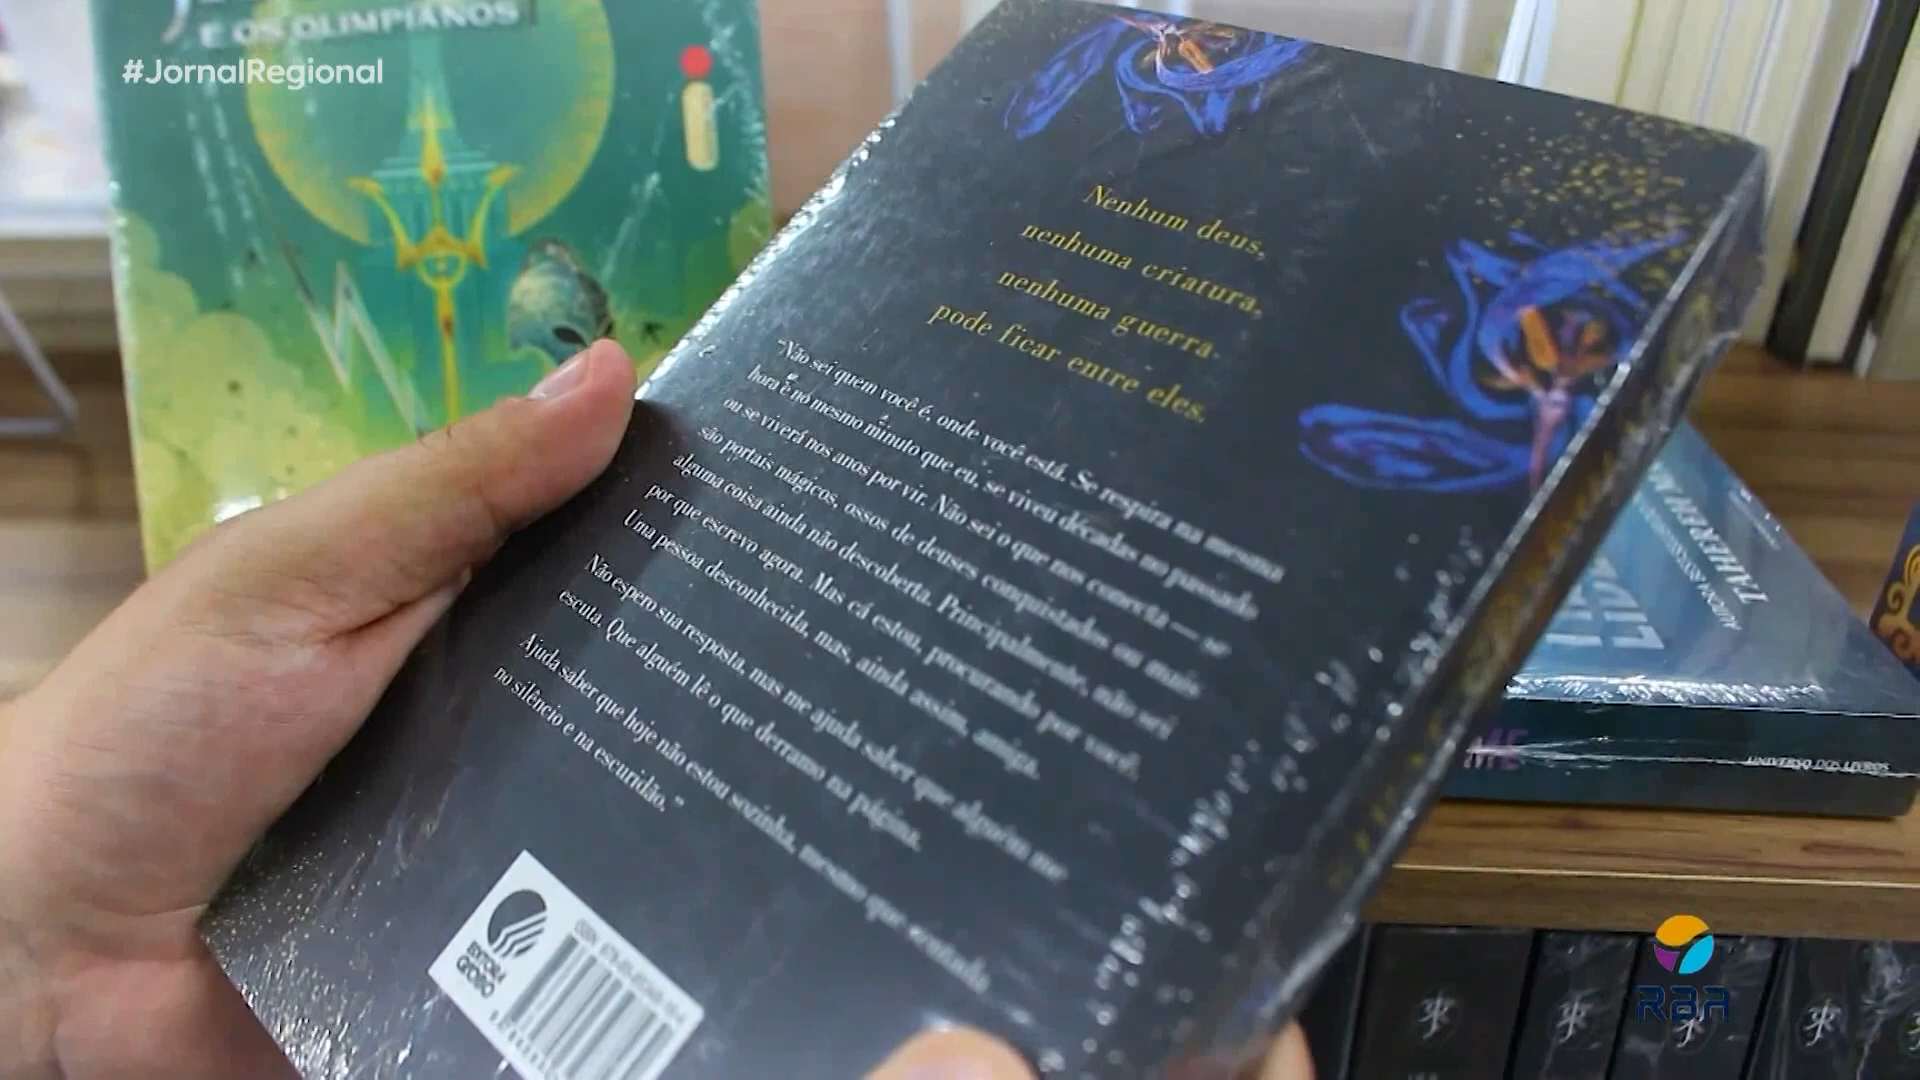 E OS OLIMPIANOS
#JornalRegional
Nenhum deus,
nenhuma criatura,
nenhuma guerra
pode ficar entre eles.
“Não sei quem você é, onde você está. Se respira na mesma
hora e no mesmo minuto que eu, se viveu décadas no passado
ou se viverá nos anos por vir. Não sei o que nos conecta — se
são portais mágicos, ossos de deuses conquistados ou mais
alguma coisa ainda não descoberta. Principalmente, não sei
por que escrevo agora. Mas cá estou, procurando por você.
Uma pessoa desconhecida, mas, ainda assim, amiga.
Não espero sua resposta, mas me ajuda saber que alguém me
escuta. Que alguém lê o que derramo na página.
Ajuda saber que hoje não estou sozinha, mesmo que sentada
no silêncio e na escuridão.”
EDITORA
GLOBO
TAHEREH
RBA